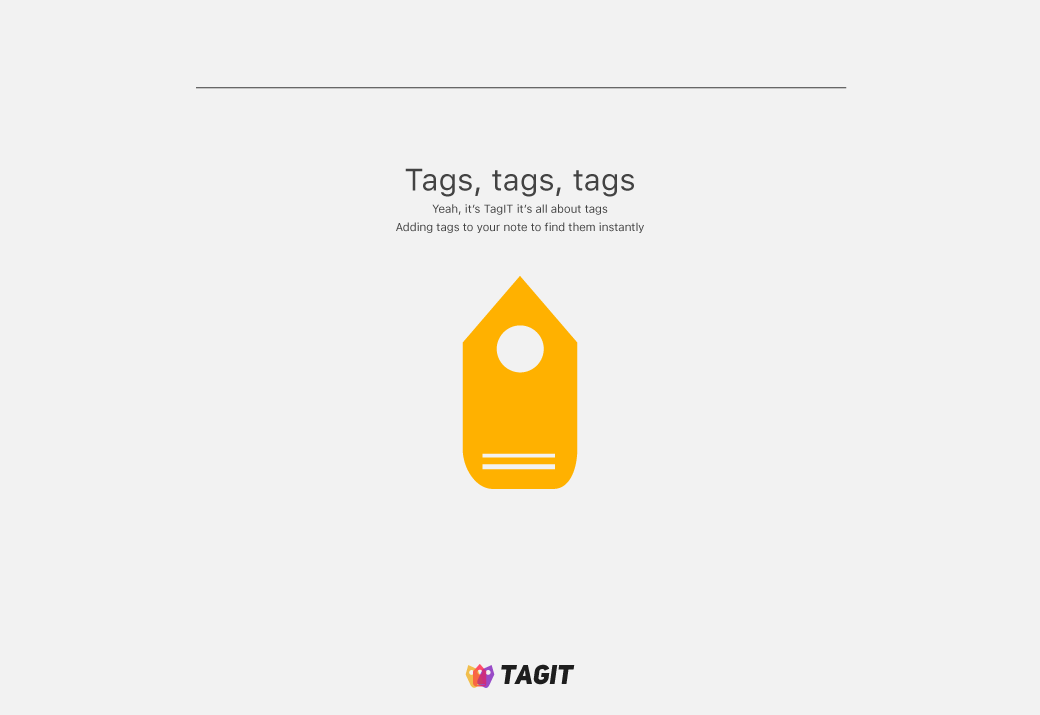 Tags, tags, tags
Yeah, it’s TagIT it’s all about tags
Adding tags to your note to find them instantly
TAGIT